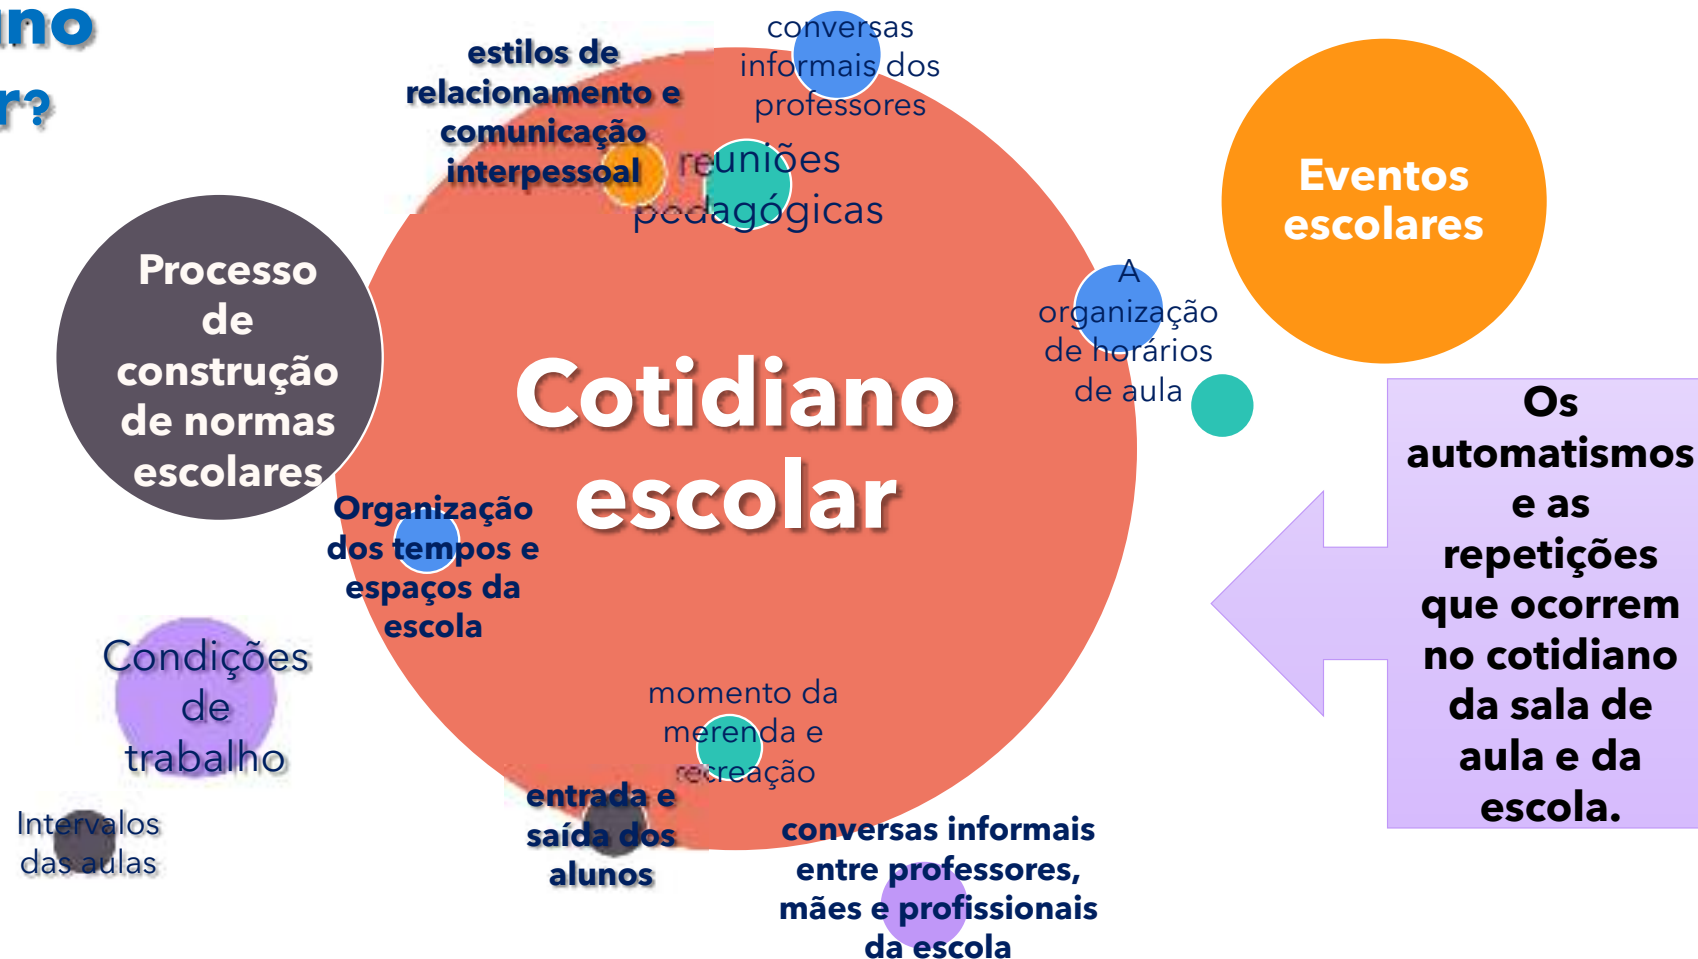 r?
estilos de
relacionamento e
comunicação
interpessoal
conversas
informais dos
professores
reuniões
pedagógicas
Eventos
escolares
Processo
de
construção
de normas
escolares
A
organização
de horários
de aula
Cotidiano
escolar
Os
automatismos
e as
repetições
que ocorrem
no cotidiano
da sala de
aula e da
escola.
Organização
dos tempos e
espaços da
escola
Condições
de
trabalho
Intervalos
das aulas
momento da
merenda e
recreação
entrada e
saída dos
alunos
conversas informais
entre professores,
mães e profissionais
da escola